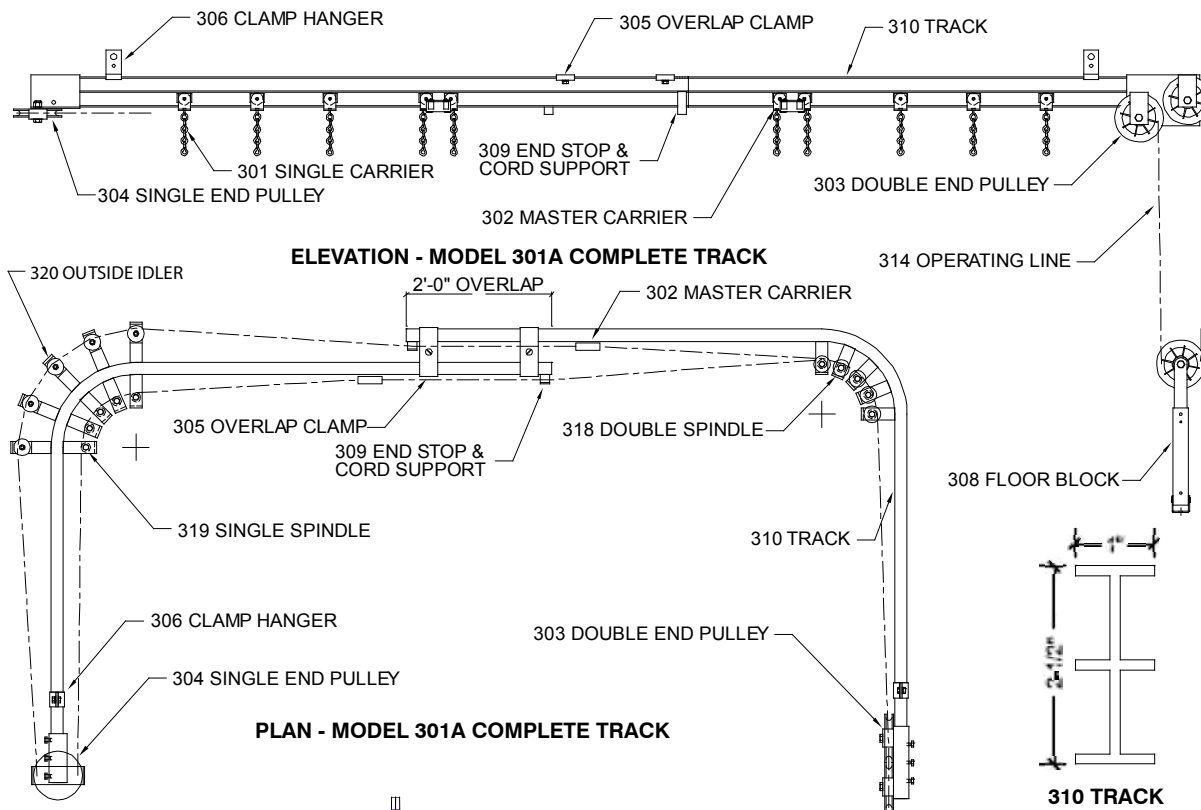 306 CLAMP HANGER
305 OVERLAP CLAMP
310 TRACK
309 END STOP &
CORD SUPPORT
301 SINGLE CARRIER
304 SINGLE END PULLEY
303 DOUBLE END PULLEY
302 MASTER CARRIER
ELEVATION - MODEL 301A COMPLETE TRACK
314 OPERATING LINE
320 OUTSIDE IDLER
2'-0" OVERLAP
302 MASTER CARRIER
305 OVERLAP CLAMP
309 END STOP &
CORD SUPPORT
318 DOUBLE SPINDLE
308 FLOOR BLOCK
319 SINGLE SPINDLE
310 TRACK
1"
2-1/2"
306 CLAMP HANGER
303 DOUBLE END PULLEY
304 SINGLE END PULLEY
PLAN - MODEL 301A COMPLETE TRACK
310 TRACK